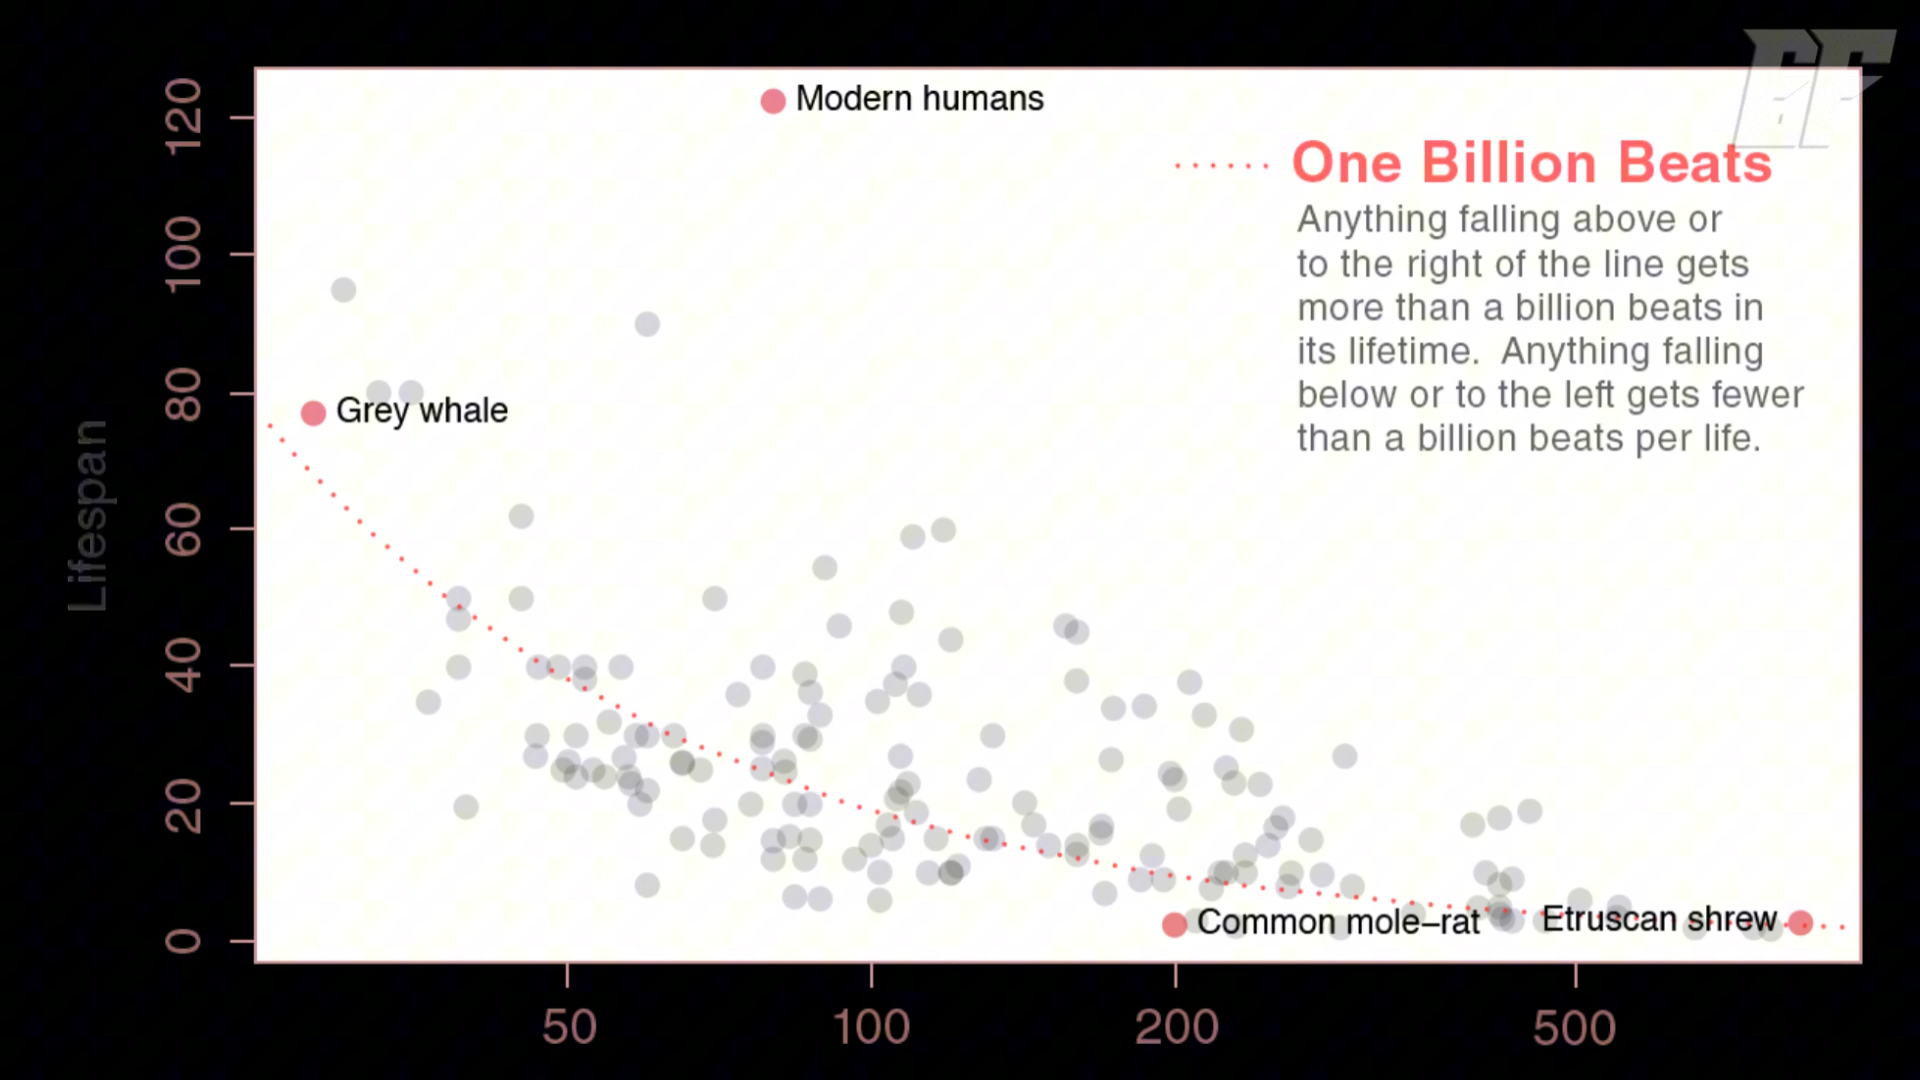 120
100
80
60
40
20
0
Lifespan
50
100
200
500
Modern humans
Grey whale
Common mole–rat
Etruscan shrew
One Billion Beats
Anything falling above or
to the right of the line gets
more than a billion beats in
its lifetime. Anything falling
below or to the left gets fewer
than a billion beats per life.